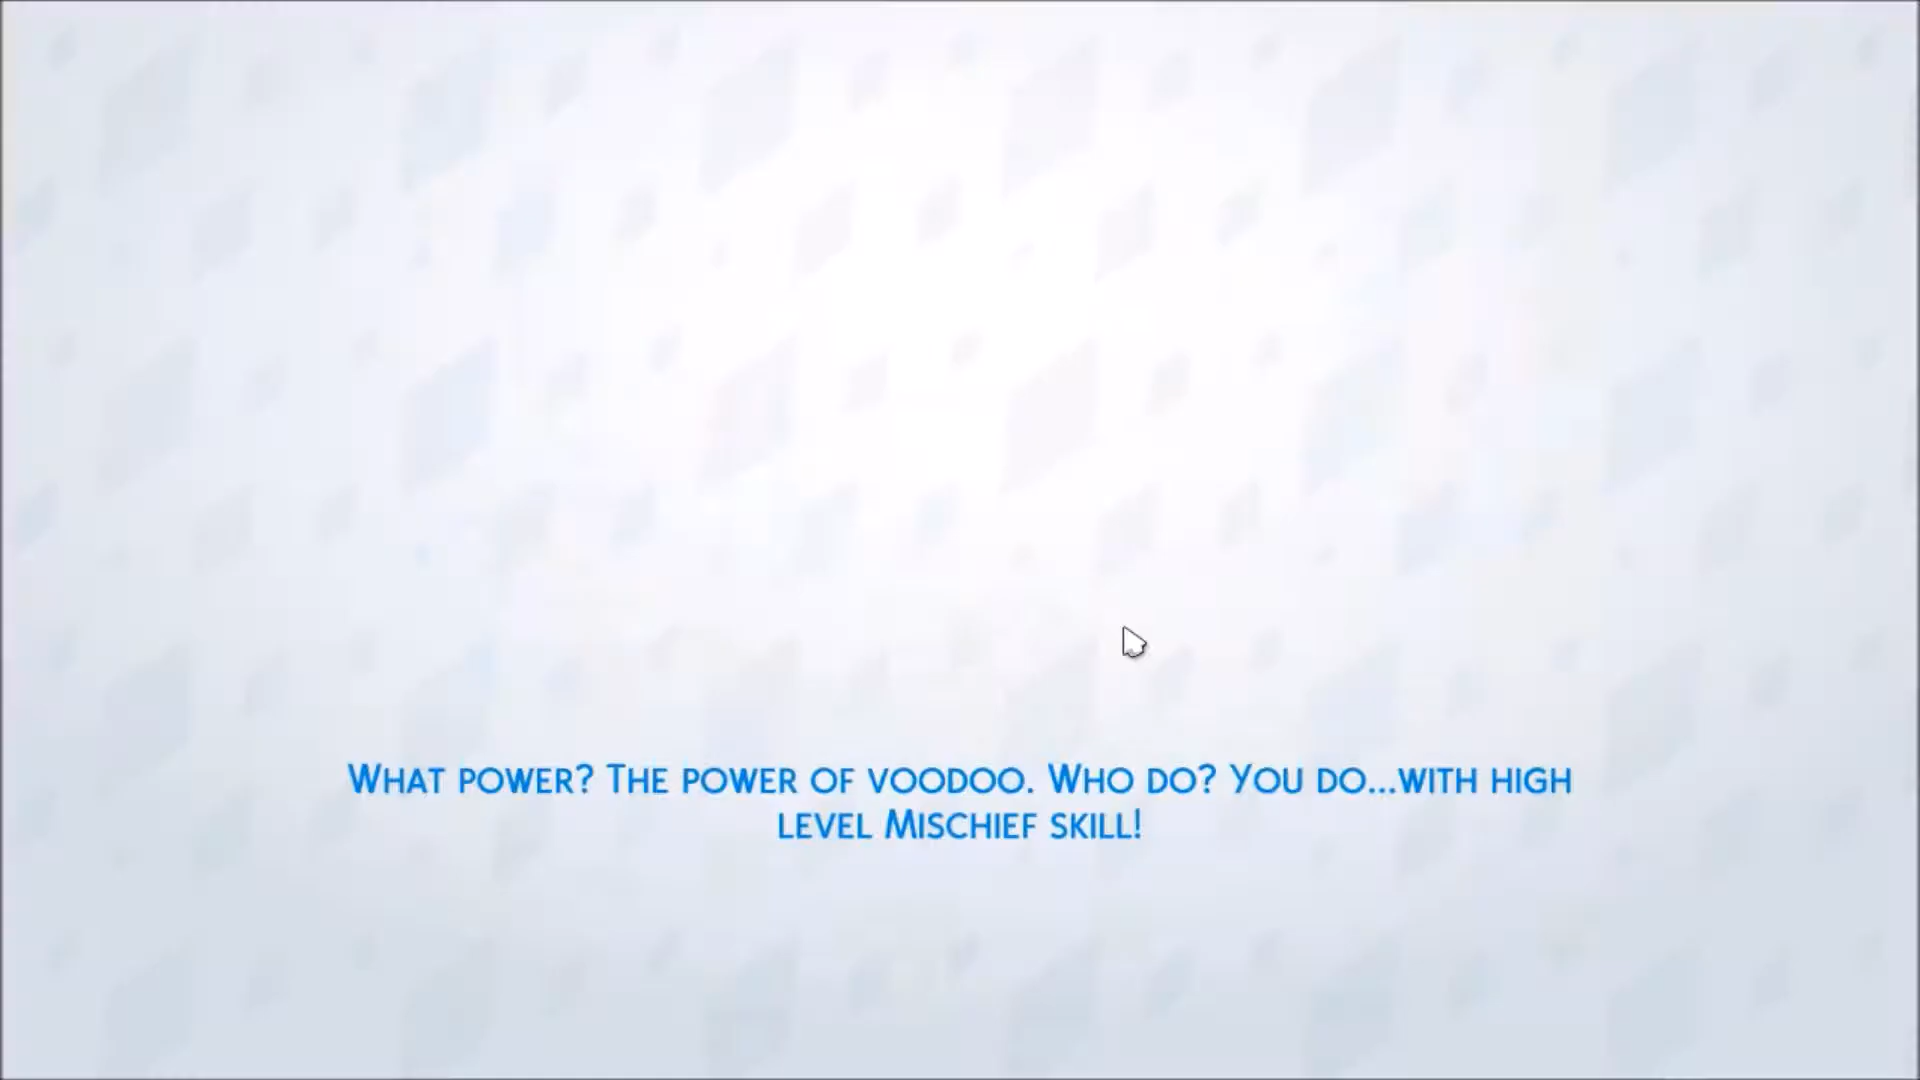 What power? The power of voodoo. Who do? You do...with high
level Mischief skill!